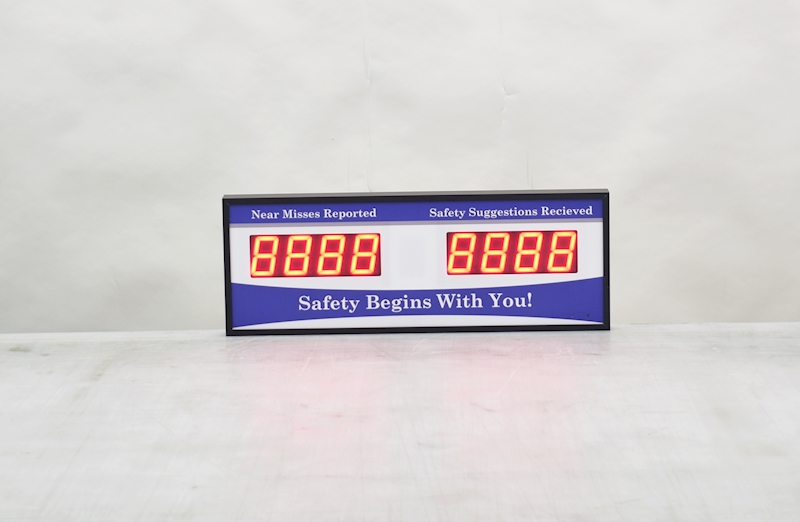 Near Misses Reported Safety Suggestions Recieved
8888 8888
Safety Begins With You!